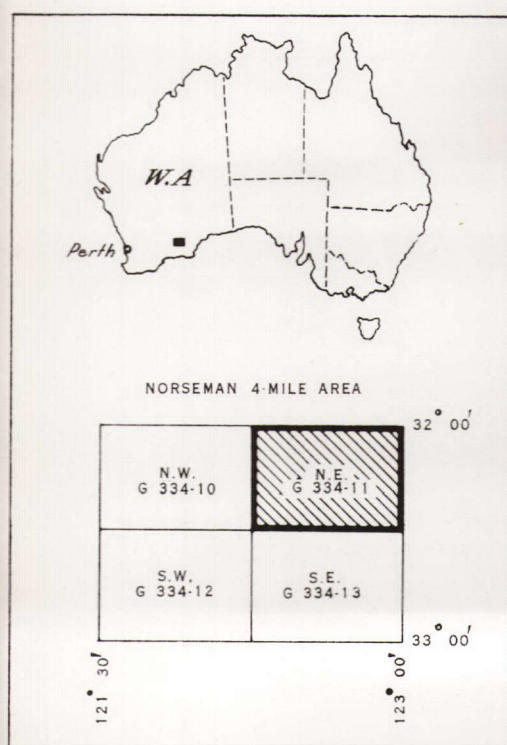 W.A
Perth
NORSEMAN 4-MILE AREA
32° 00'
N.W.
G 334-10
N.E.
G 334-11
S.W.
G 334-12
S.E.
G 334-13
33° 00'
121° 30'
123° 00'